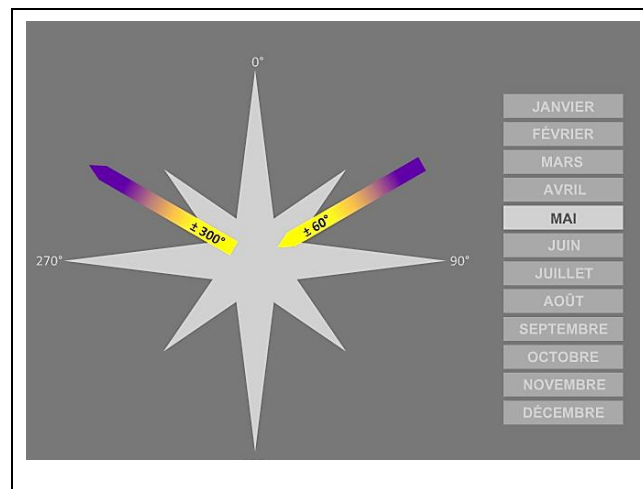 0°
± 300°
± 60°
270°
90°
JANVIER
FÉVRIER
MARS
AVRIL
MAI
JUIN
JUILLET
AOÛT
SEPTEMBRE
OCTOBRE
NOVEMBRE
DÉCEMBRE